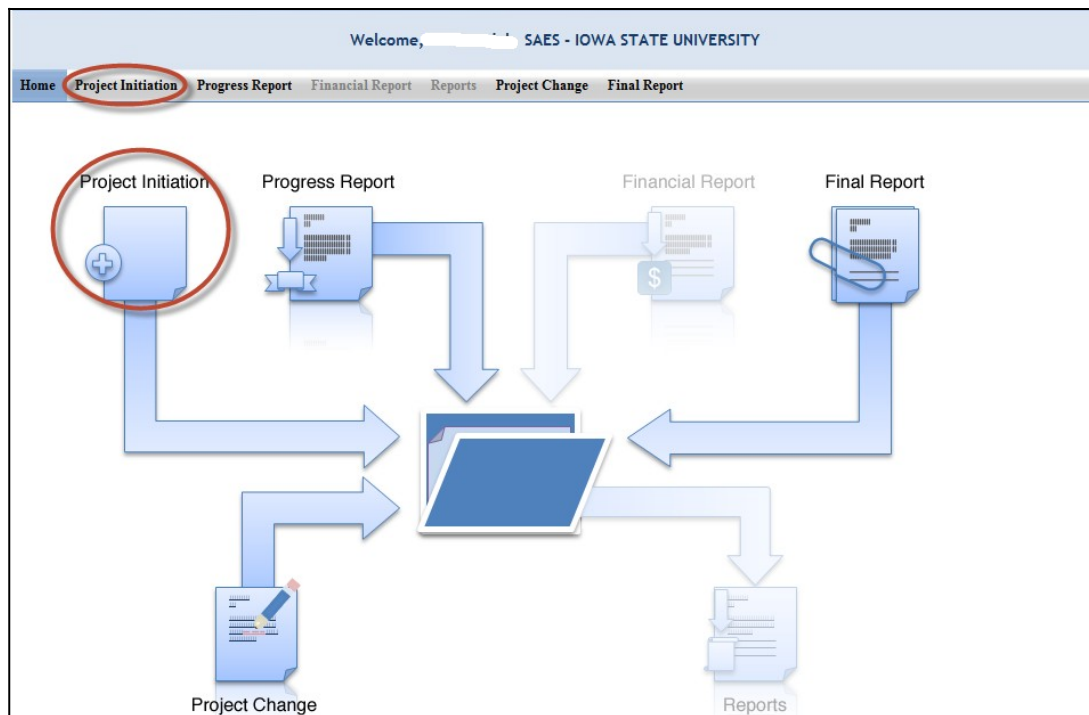 Welcome, SAES - IOWA STATE UNIVERSITY
Home Project Initiation Progress Report Financial Report Reports Project Change Final Report
Project Initiation Progress Report Financial Report Final Report
$
Project Change Reports